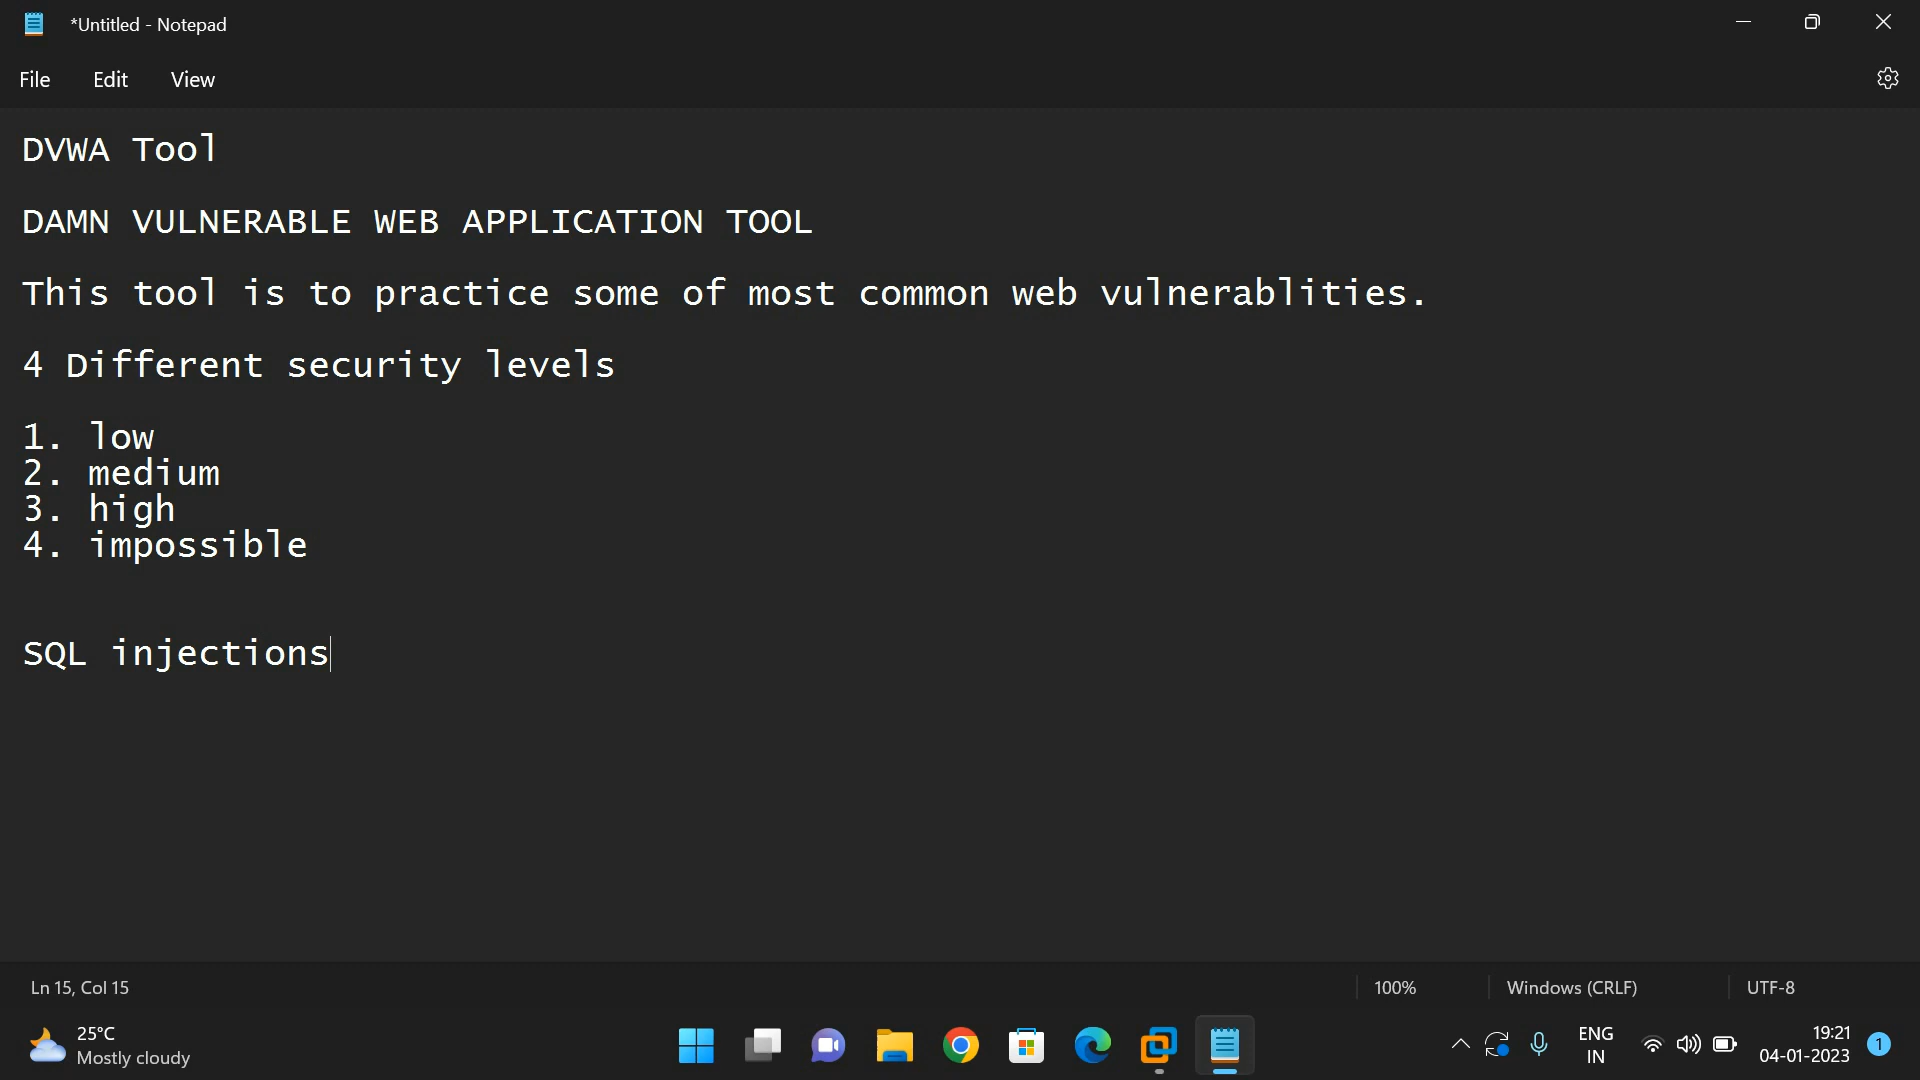 *Untitled - Notepad
File Edit View
DVWA Tool
DAMN VULNERABLE WEB APPLICATION TOOL
This tool is to practice some of most common web vulnerablities.
4 Different security levels
1. low
2. medium
3. high
4. impossible
SQL injections
Ln 15, Col 15 100% Windows (CRLF) UTF-8
25°C
Mostly cloudy
ENG
IN
19:21
04-01-2023
1